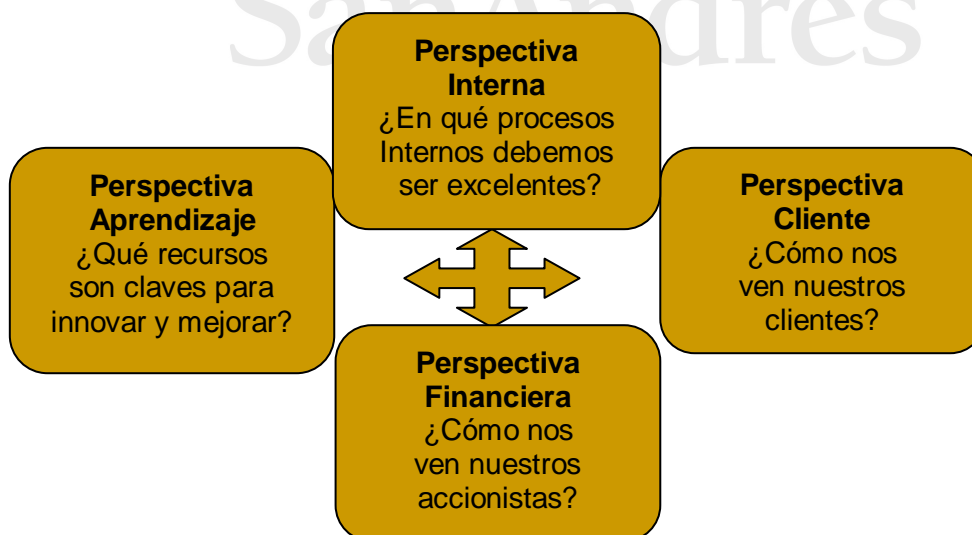 SanAndres
Perspectiva
Interna
¿En qué procesos
Internos debemos
ser excelentes?
Perspectiva
Aprendizaje
¿Qué recursos
son claves para
innovar y mejorar?
Perspectiva
Cliente
¿Cómo nos
ven nuestros
clientes?
Perspectiva
Financiera
¿Cómo nos
ven nuestros
accionistas?